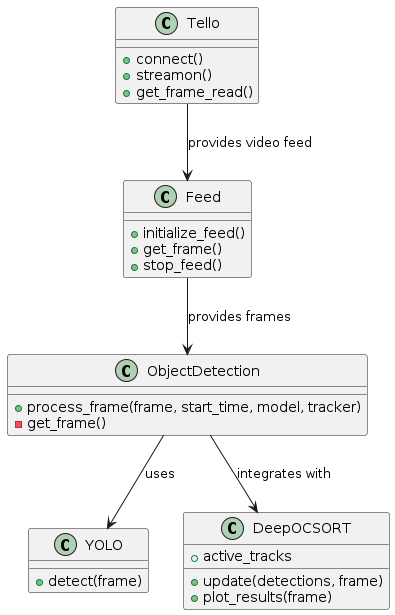 C Tello
connect()
streamon()
get_frame_read()
provides video feed
C Feed
initialize_feed()
get_frame()
stop_feed()
provides frames
C ObjectDetection
process_frame(frame, start_time, model, tracker)
get_frame()
uses
integrates with
C YOLO
detect(frame)
C DeepOCSORT
active_tracks
update(detections, frame)
plot_results(frame)